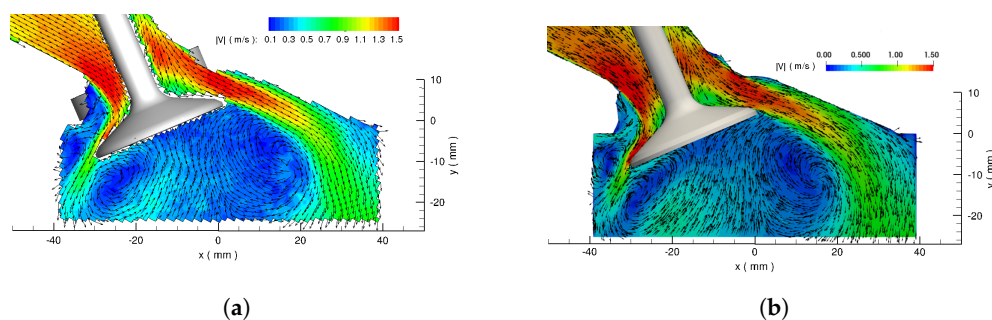 |V| (m/s): 0.1 0.3 0.5 0.7 0.9 1.1 1.3 1.5
10
0
-10
-20
y ( mm )
-40 -20 0 20 40
x ( mm )
(a)
|V| ( m/s ) 0.00 0.500 1.00 1.50
10
0
-10
-20
y ( mm )
-40 -20 0 20 40
x ( mm )
(b)